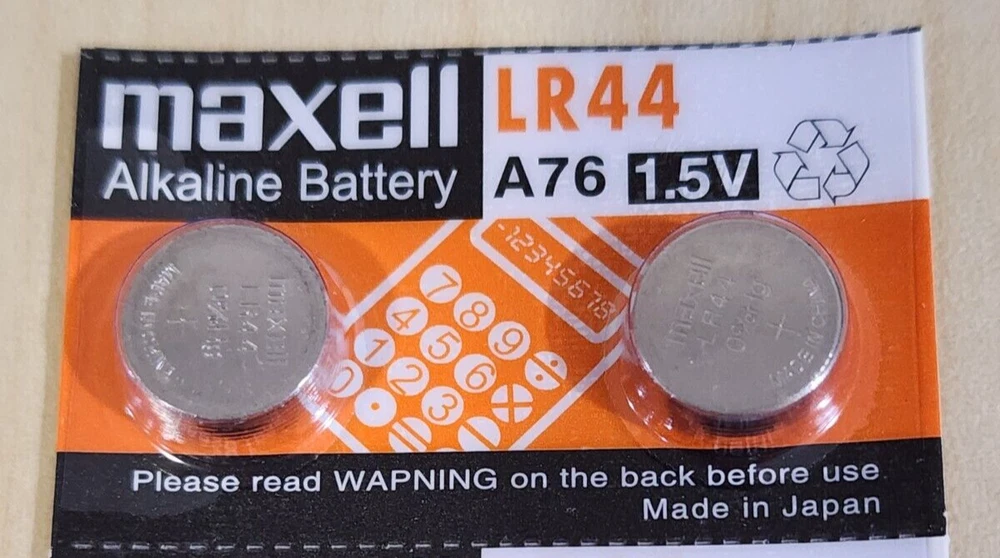 maxell
Alkaline Battery
LR44
A76 1.5V
-12345678
7 8 9
4 5 6
1 2 3
0
maxell
LR44
maxell
LR44
Please read WAPNING on the back before use
Made in Japan